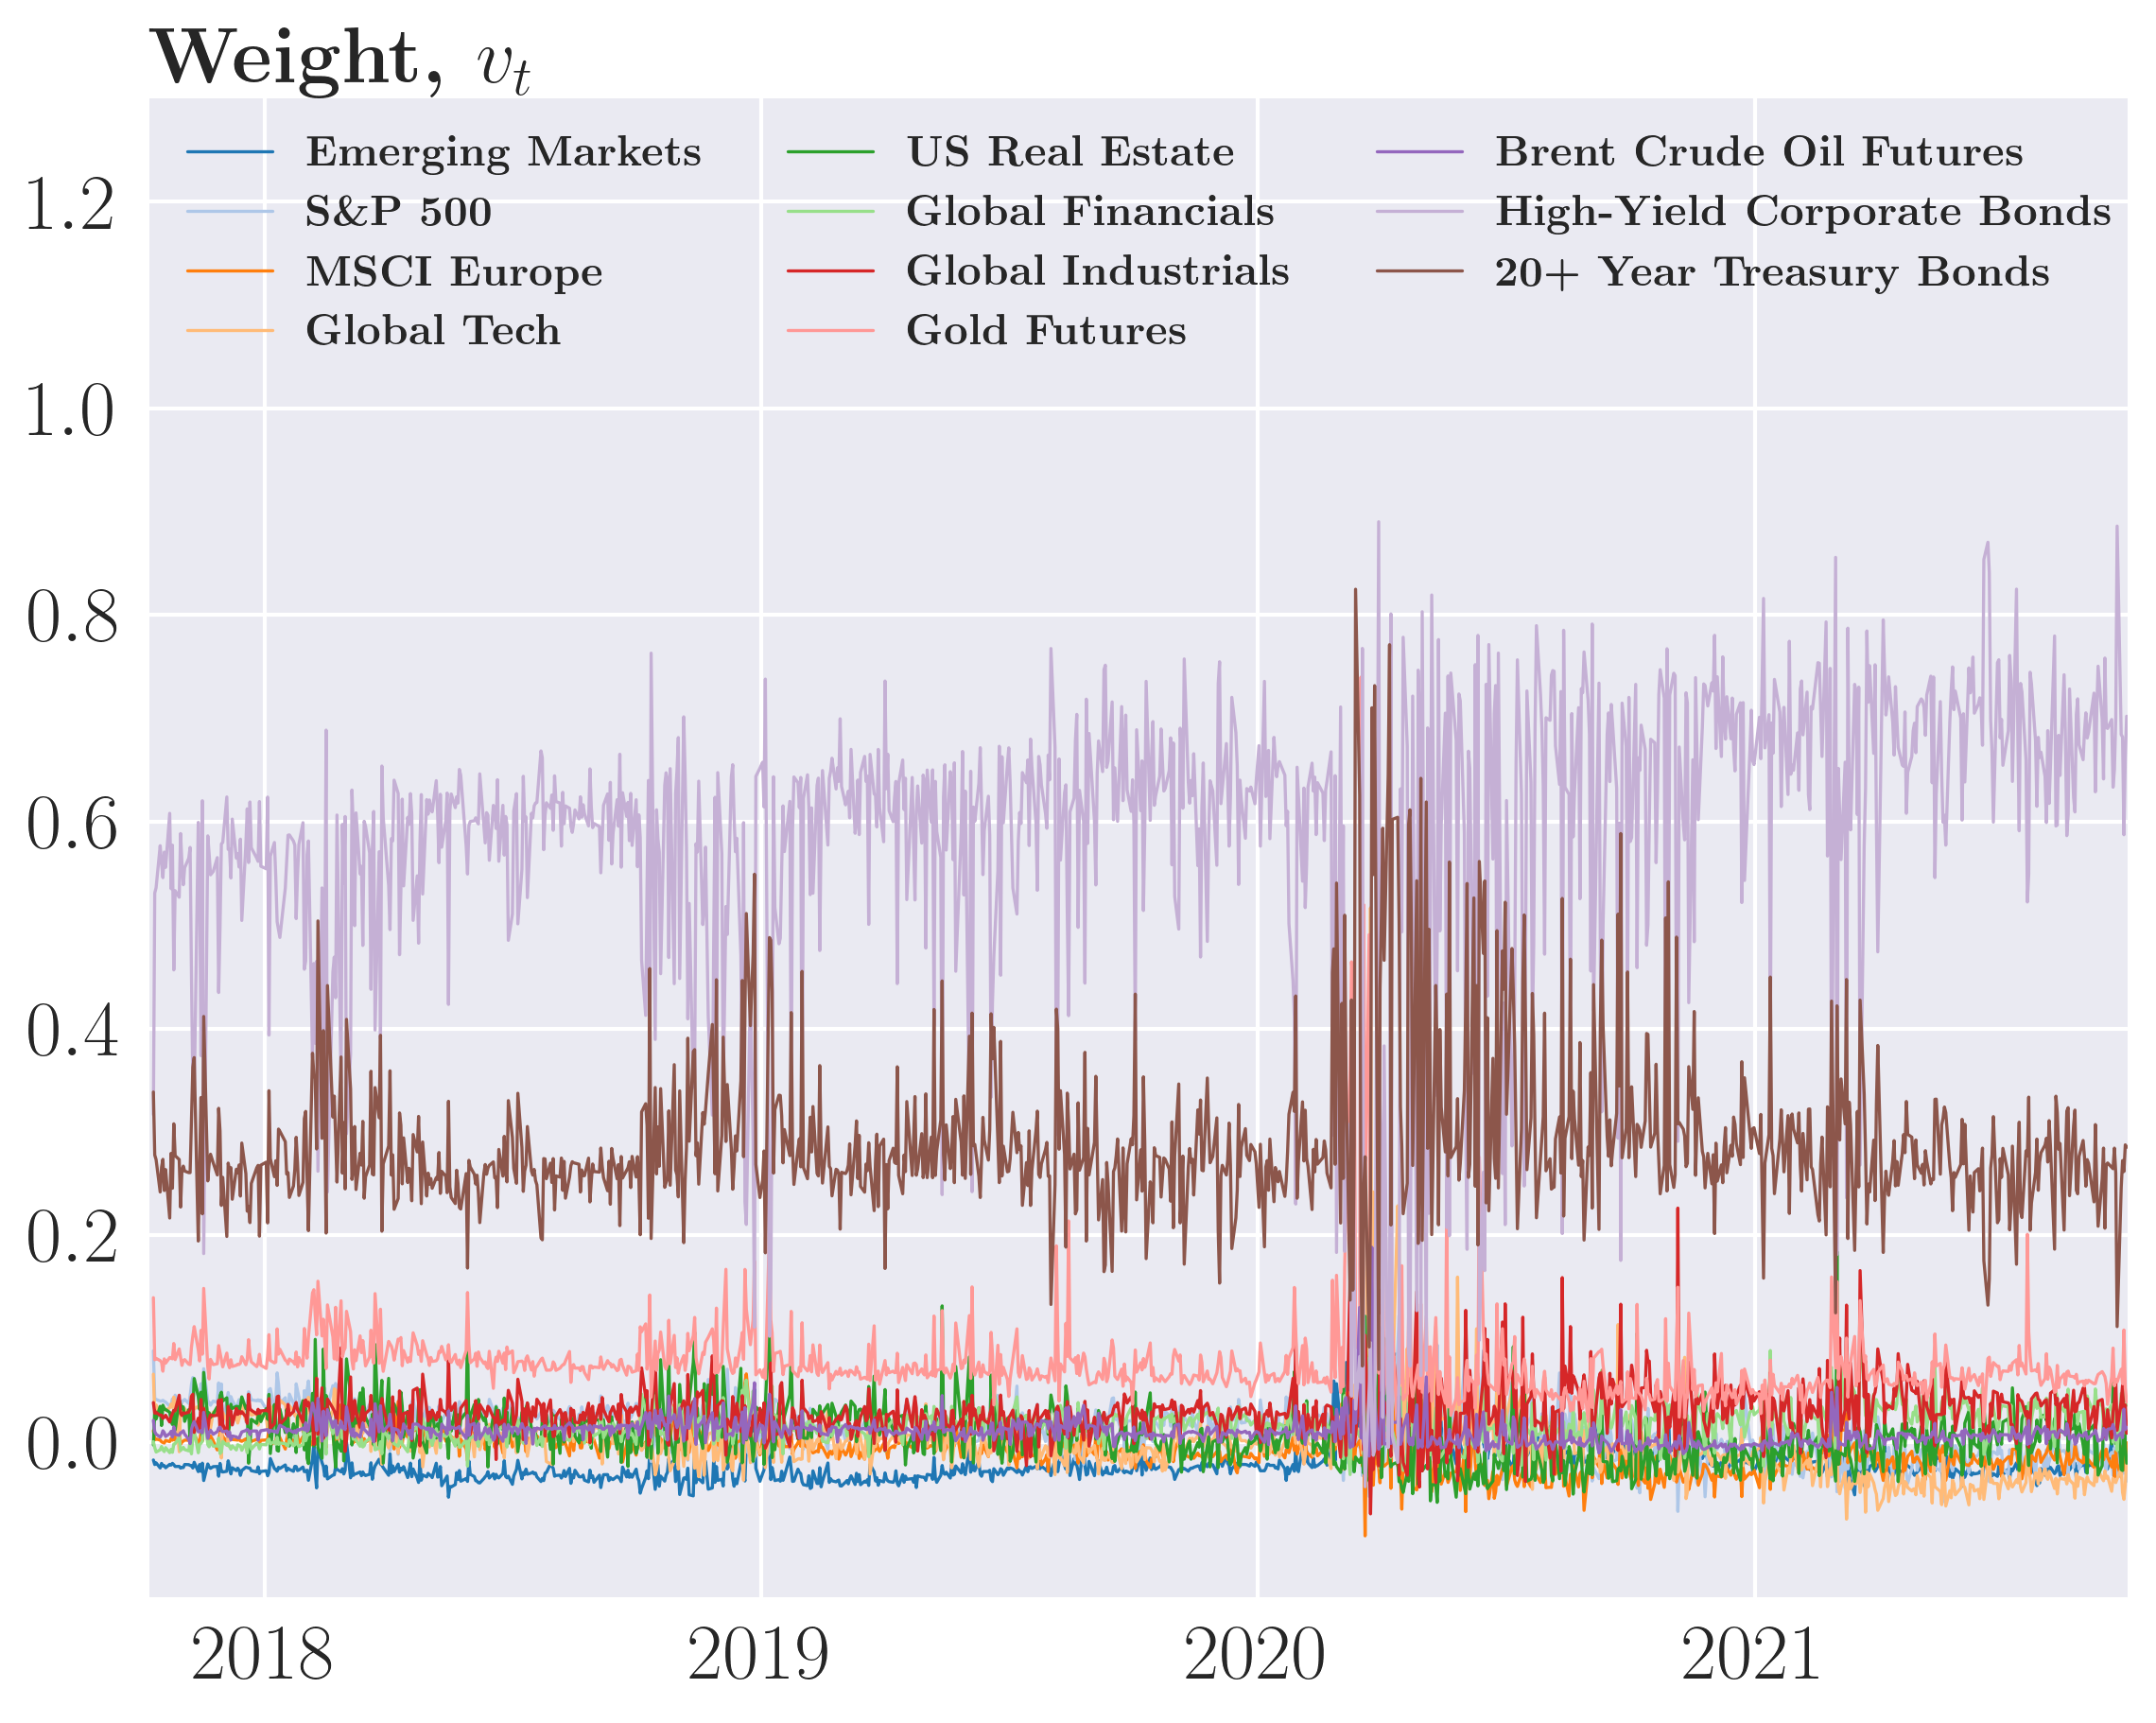 Weight, v_t
Emerging Markets
S&P 500
MSCI Europe
Global Tech
US Real Estate
Global Financials
Global Industrials
Gold Futures
Brent Crude Oil Futures
High-Yield Corporate Bonds
20+ Year Treasury Bonds
1.2
1.0
0.8
0.6
0.4
0.2
0.0
2018 2019 2020 2021